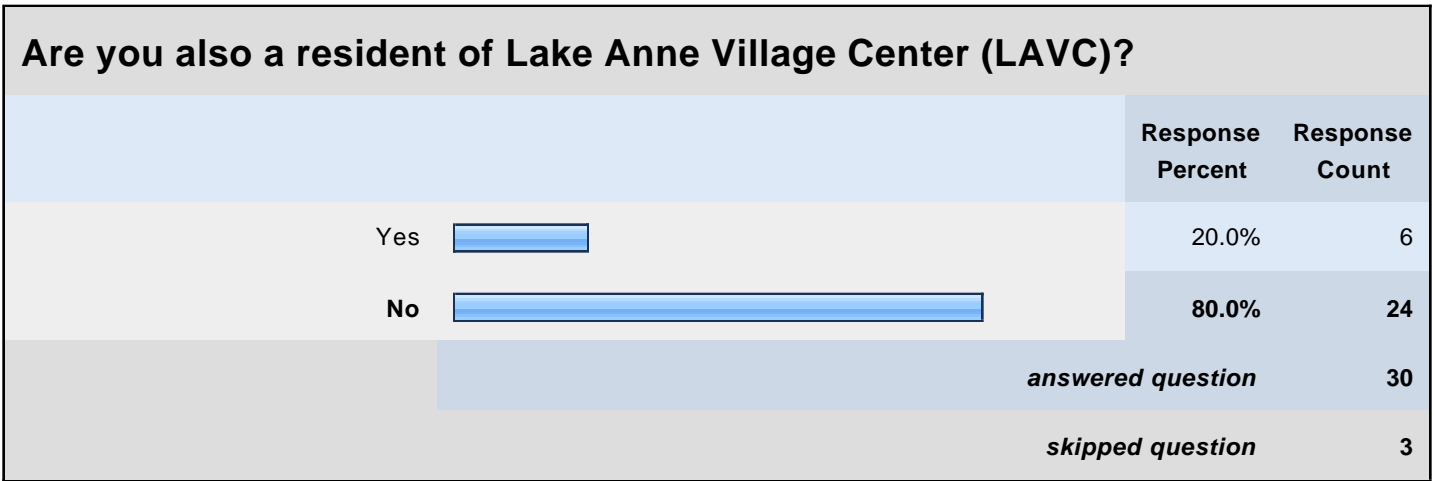 Are you also a resident of Lake Anne Village Center (LAVC)?
Response Response
Percent Count
Yes 20.0% 6
No 80.0% 24
answered question 30
skipped question 3